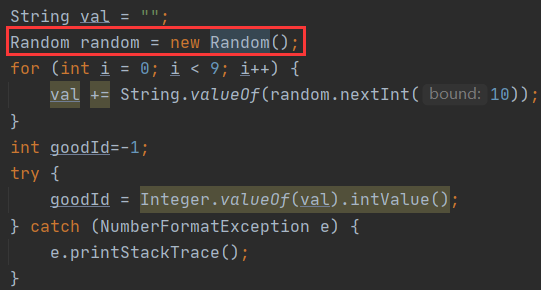 String val = "";
Random random = new Random();
for (int i = 0; i < 9; i++) {
val += String.valueOf(random.nextInt( bound: 10));
}
int goodId=-1;
try {
goodId = Integer.valueOf(val).intValue();
} catch (NumberFormatException e) {
e.printStackTrace();
}